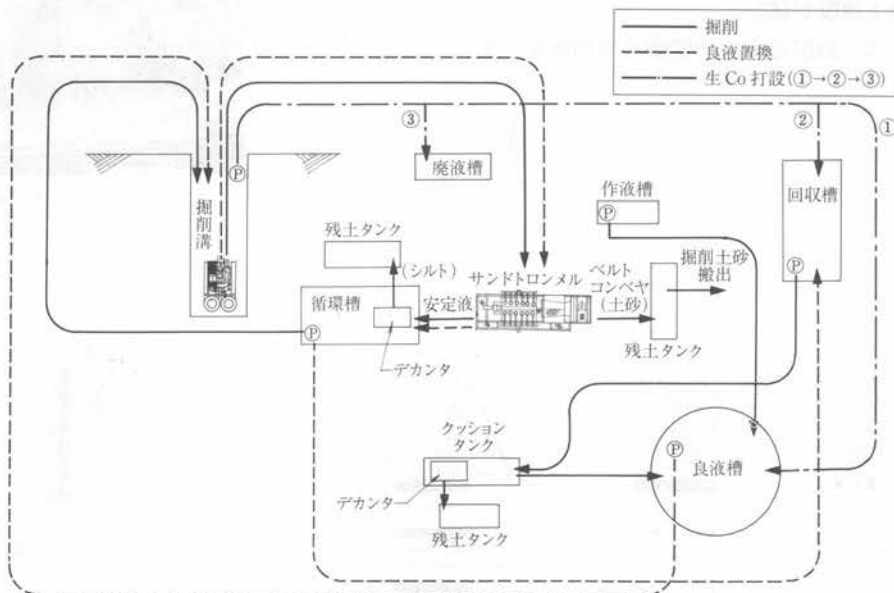 掘削
良液置換
生Co打設(①→②→③)
①
②
③
廃液槽
P
掘削溝
作液槽
P
回収槽
P
残土タンク
(シルト)
サンドトロンメル
ベルト
コンベヤ
(土砂)
掘削土砂
搬出
循環槽
安定液
P
デカンタ
残土タンク
クッション
タンク
P
良液槽
デカンタ
残土タンク